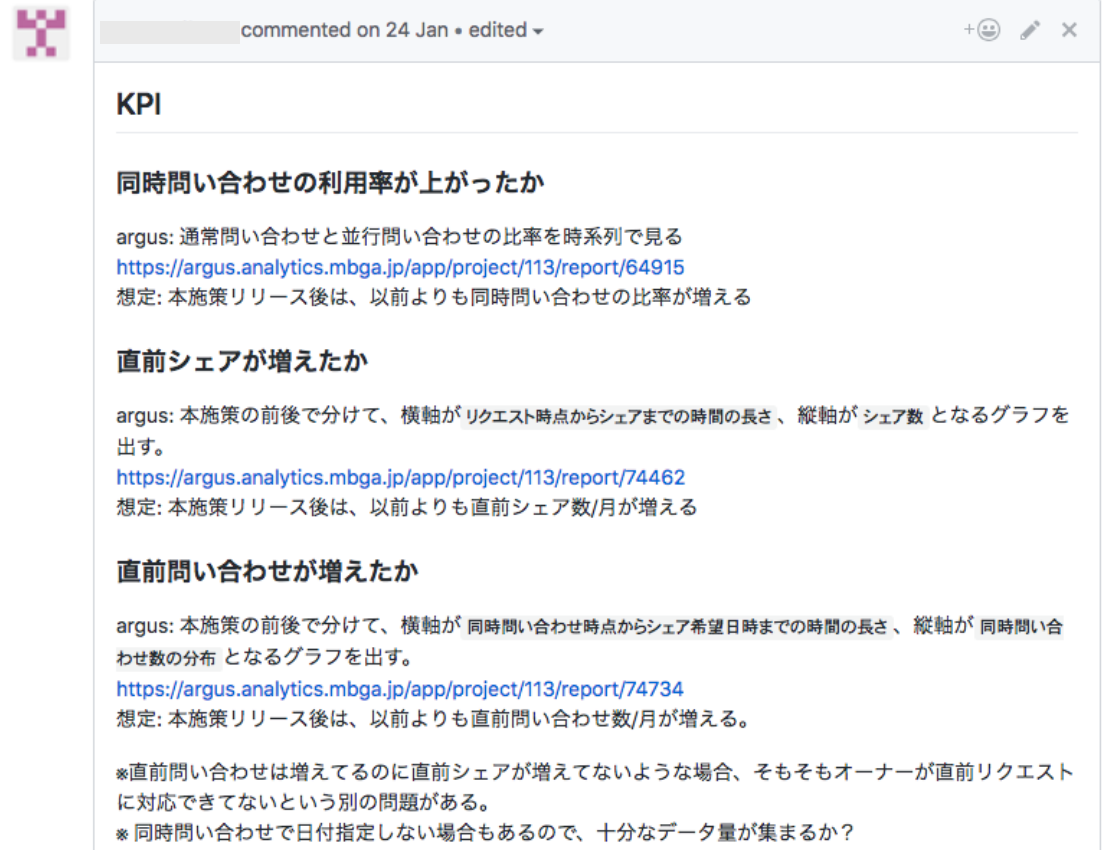 commented on 24 Jan • edited
KPI
同時問い合わせの利用率が上がったか
argus: 通常問い合わせと並行問い合わせの比率を時系列で見る
https://argus.analytics.mbga.jp/app/project/113/report/64915
想定: 本施策リリース後は、以前よりも同時問い合わせの比率が増える
直前シェアが増えたか
argus: 本施策の前後で分けて、横軸が リクエスト時点からシェアまでの時間の長さ 、縦軸が シェア数 となるグラフを
出す。
https://argus.analytics.mbga.jp/app/project/113/report/74462
想定: 本施策リリース後は、以前よりも直前シェア数/月が増える
直前問い合わせが増えたか
argus: 本施策の前後で分けて、横軸が 同時問い合わせ時点からシェア希望日時までの時間の長さ 、縦軸が 同時問い合
わせ数の分布 となるグラフを出す。
https://argus.analytics.mbga.jp/app/project/113/report/74734
想定: 本施策リリース後は、以前よりも直前問い合わせ数/月が増える。
※直前問い合わせは増えてるのに直前シェアが増えてないような場合、そもそもオーナーが直前リクエスト
に対応できてないという別の問題がある。
※ 同時問い合わせで日付指定しない場合もあるので、十分なデータ量が集まるか？